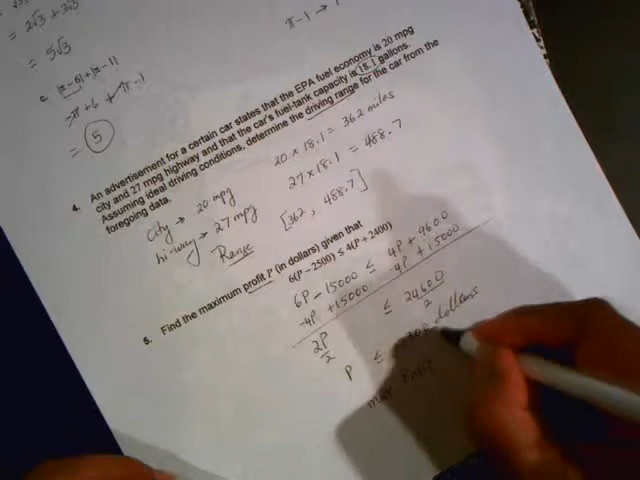 = 2√3 + 3√3
= 5√3
π-1 →
c. |π - 6| + |π - 1|
-π + 6 + π - 1
= 5
4. An advertisement for a certain car states that the EPA fuel economy is 20 mpg
city and 27 mpg highway and that the car's fuel-tank capacity is 18.1 gallons.
Assuming ideal driving conditions, determine the driving range for the car from the
foregoing data.
20 x 18.1 = 362 miles
27 x 18.1 = 488.7
city → 20 mpg
hi-way → 27 mpg
Range [362, 488.7]
5. Find the maximum profit P (in dollars) given that
6(P - 2500) ≤ 4(P + 2400)
6P - 15000 ≤ 4P + 9600
-4P + 15000 -4P + 15000
2P ≤ 24600
2 2
P ≤ dollars
max Profit